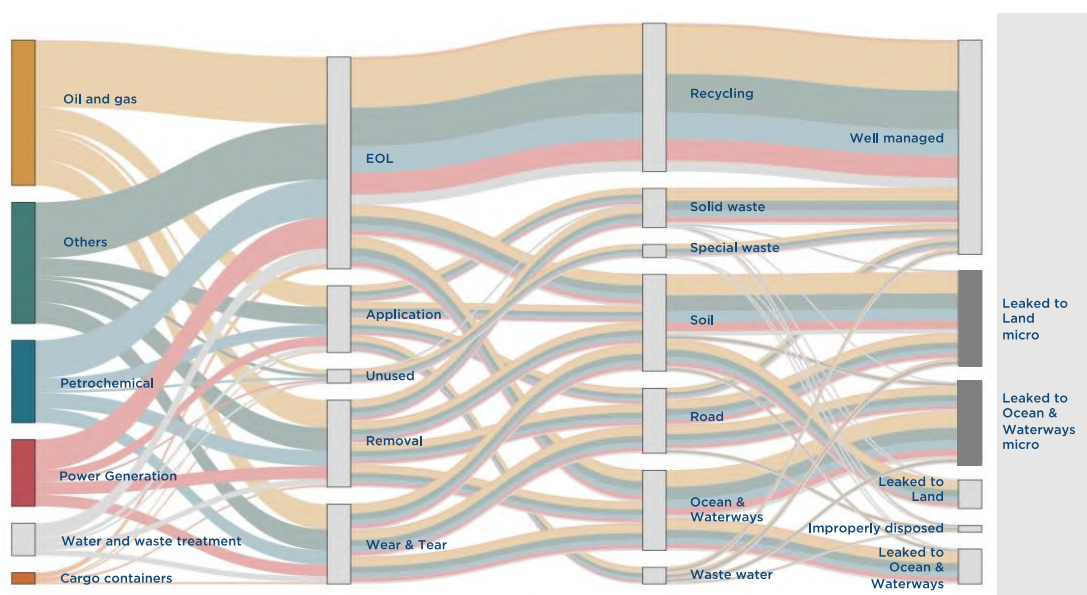 Oil and gas
Others
Petrochemical
Power Generation
Water and waste treatment
Cargo containers
EOL
Application
Unused
Removal
Wear & Tear
Recycling
Solid waste
Special waste
Soil
Road
Ocean &
Waterways
Waste water
Well managed
Leaked to
Land
micro
Leaked to
Ocean &
Waterways
micro
Leaked to
Land
Improperly disposed
Leaked to
Ocean &
Waterways